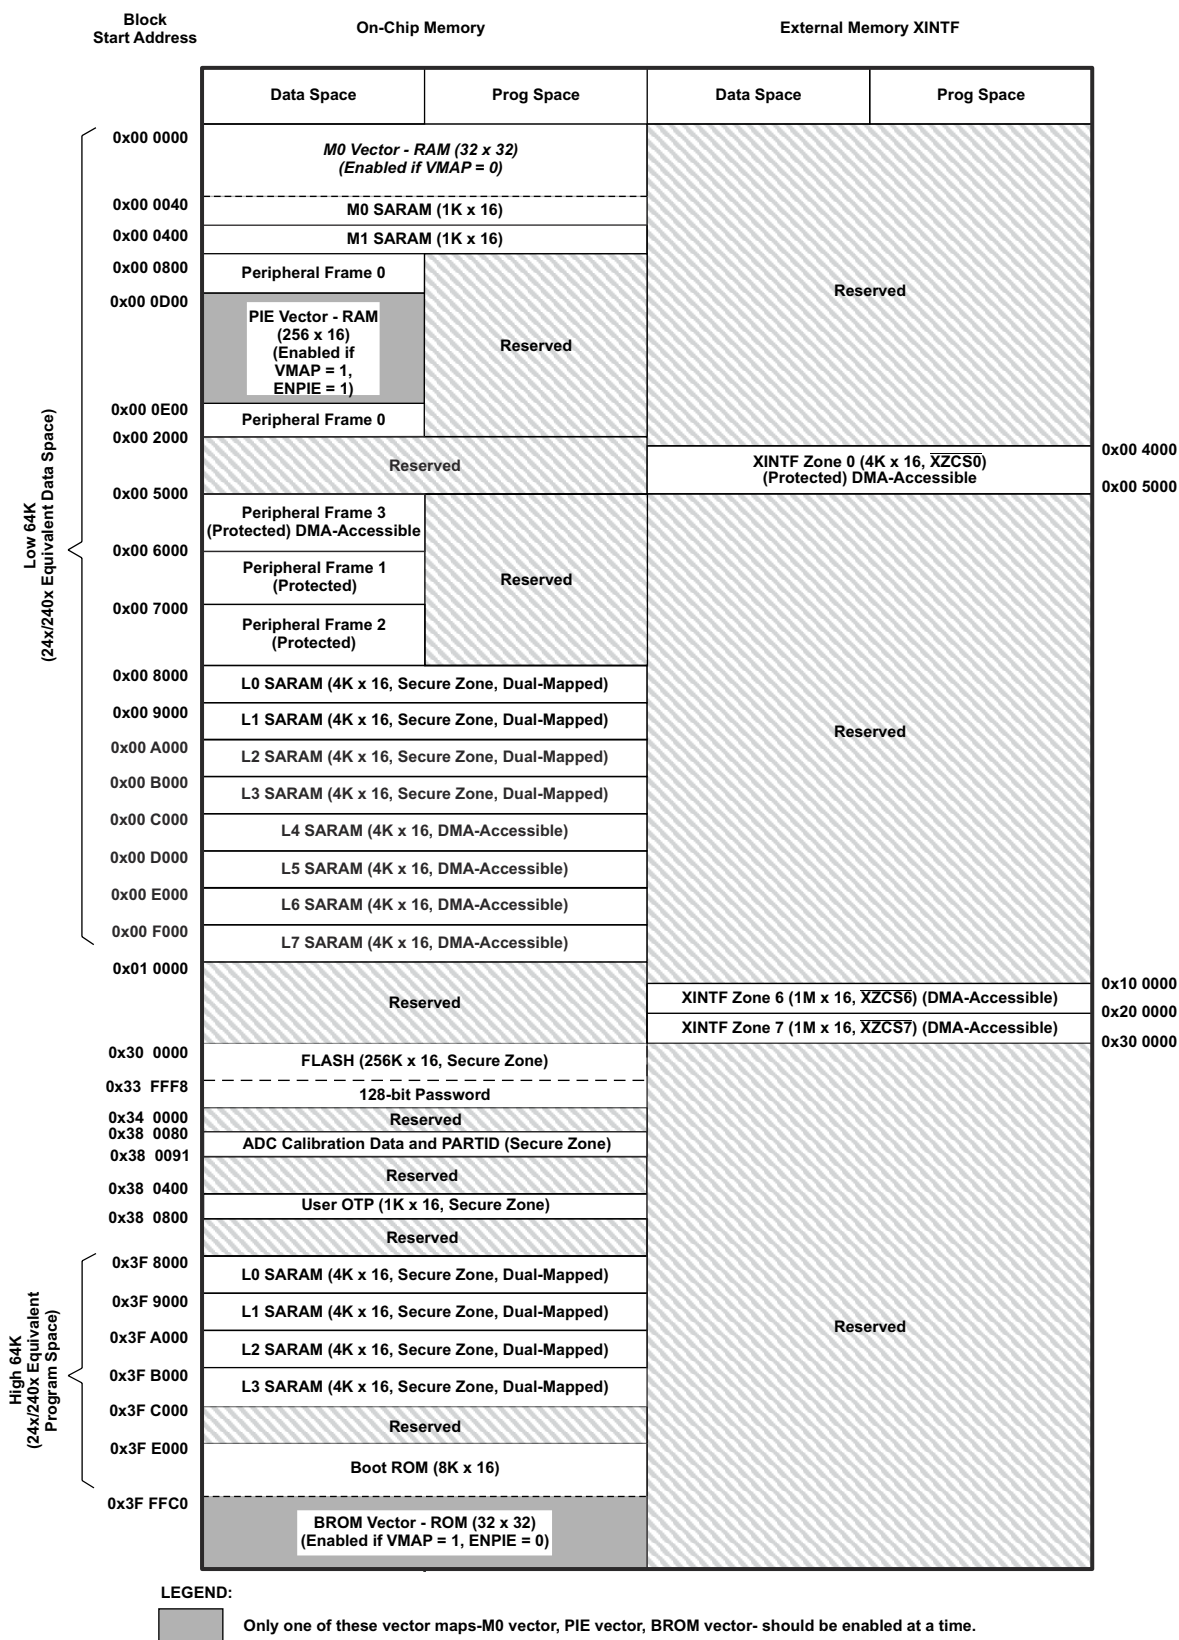 Block
Start Address
On-Chip Memory
External Memory XINTF
Data Space
Prog Space
Data Space
Prog Space
0x00 0000
M0 Vector - RAM (32 x 32)
(Enabled if VMAP = 0)
0x00 0040
M0 SARAM (1K x 16)
0x00 0400
M1 SARAM (1K x 16)
0x00 0800
Peripheral Frame 0
Reserved
0x00 0D00
PIE Vector - RAM
(256 x 16)
(Enabled if
VMAP = 1,
ENPIE = 1)
Reserved
0x00 0E00
Peripheral Frame 0
0x00 2000
Reserved
XINTF Zone 0 (4K x 16, XZCS0)
(Protected) DMA-Accessible
0x00 4000
0x00 5000
0x00 5000
Low 64K
(24x/240x Equivalent Data Space)
Peripheral Frame 3
(Protected) DMA-Accessible
0x00 6000
Peripheral Frame 1
(Protected)
Reserved
0x00 7000
Peripheral Frame 2
(Protected)
0x00 8000
L0 SARAM (4K x 16, Secure Zone, Dual-Mapped)
0x00 9000
L1 SARAM (4K x 16, Secure Zone, Dual-Mapped)
Reserved
0x00 A000
L2 SARAM (4K x 16, Secure Zone, Dual-Mapped)
0x00 B000
L3 SARAM (4K x 16, Secure Zone, Dual-Mapped)
0x00 C000
L4 SARAM (4K x 16, DMA-Accessible)
0x00 D000
L5 SARAM (4K x 16, DMA-Accessible)
0x00 E000
L6 SARAM (4K x 16, DMA-Accessible)
0x00 F000
L7 SARAM (4K x 16, DMA-Accessible)
0x01 0000
Reserved
XINTF Zone 6 (1M x 16, XZCS6) (DMA-Accessible)
0x10 0000
0x20 0000
XINTF Zone 7 (1M x 16, XZCS7) (DMA-Accessible)
0x30 0000
0x30 0000
FLASH (256K x 16, Secure Zone)
0x33 FFF8
128-bit Password
0x34 0000
Reserved
0x38 0080
ADC Calibration Data and PARTID (Secure Zone)
0x38 0091
Reserved
0x38 0400
User OTP (1K x 16, Secure Zone)
0x38 0800
Reserved
0x3F 8000
L0 SARAM (4K x 16, Secure Zone, Dual-Mapped)
0x3F 9000
L1 SARAM (4K x 16, Secure Zone, Dual-Mapped)
Reserved
0x3F A000
L2 SARAM (4K x 16, Secure Zone, Dual-Mapped)
High 64K
(24x/240x Equivalent
Program Space)
0x3F B000
L3 SARAM (4K x 16, Secure Zone, Dual-Mapped)
0x3F C000
Reserved
0x3F E000
Boot ROM (8K x 16)
0x3F FFC0
BROM Vector - ROM (32 x 32)
(Enabled if VMAP = 1, ENPIE = 0)
LEGEND:
Only one of these vector maps-M0 vector, PIE vector, BROM vector- should be enabled at a time.